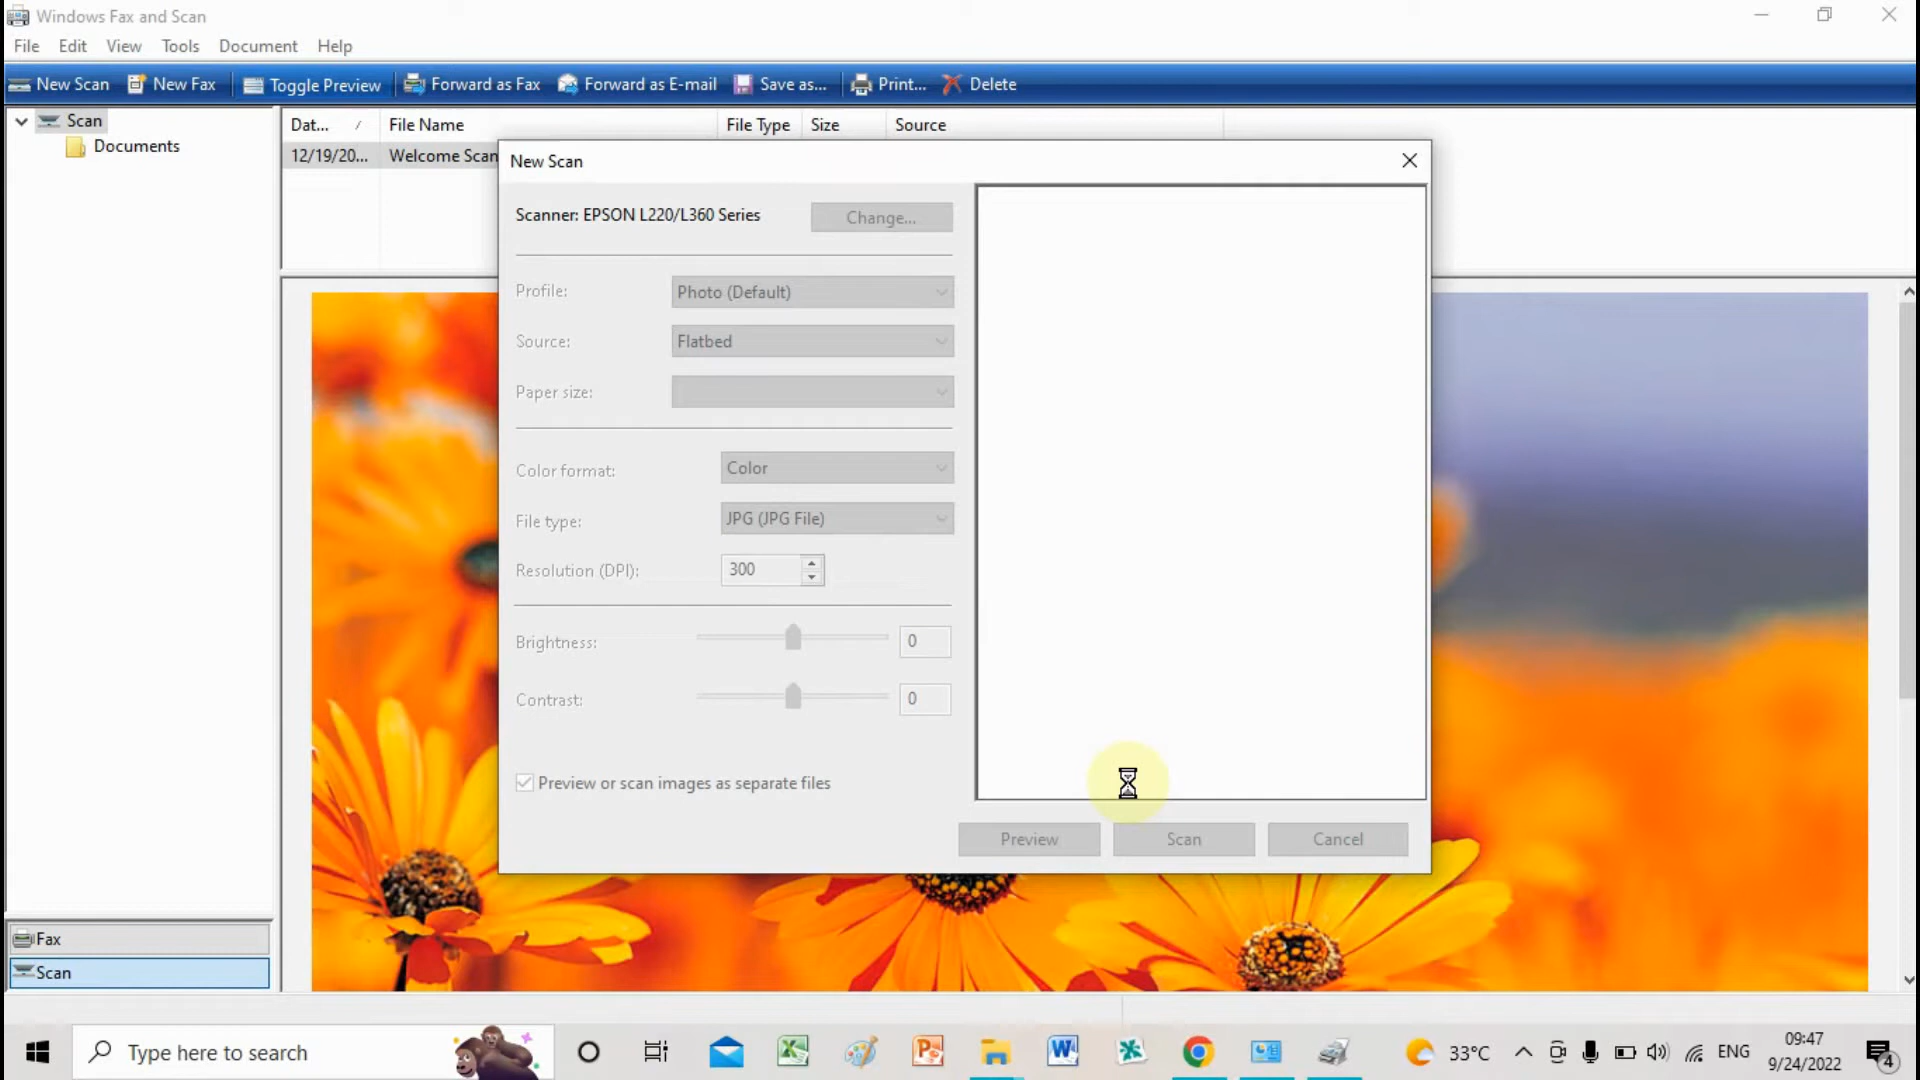 Windows Fax and Scan
File Edit View Tools Document Help
New Scan New Fax Toggle Preview Forward as Fax Forward as E-mail Save as... Print... Delete
Scan
Documents
Dat... File Name File Type Size Source
12/19/20... Welcome Scan
New Scan
Scanner: EPSON L220/L360 Series Change...
Profile: Photo (Default)
Source: Flatbed
Paper size:
Color format: Color
File type: JPG (JPG File)
Resolution (DPI): 300
Brightness: 0
Contrast: 0
Preview or scan images as separate files
Preview Scan Cancel
Fax
Scan
Type here to search
33°C ENG
09:47
9/24/2022
4